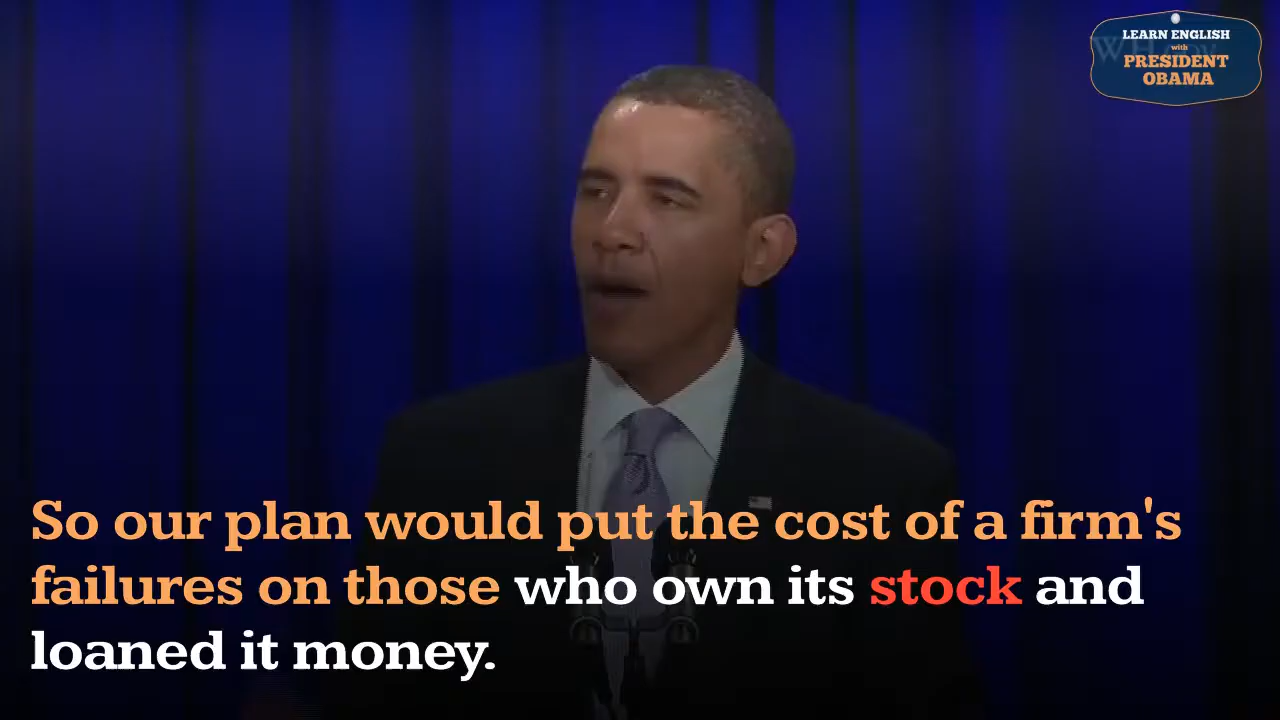 LEARN ENGLISH
with
PRESIDENT
OBAMA
So our plan would put the cost of a firm's
failures on those who own its stock and
loaned it money.